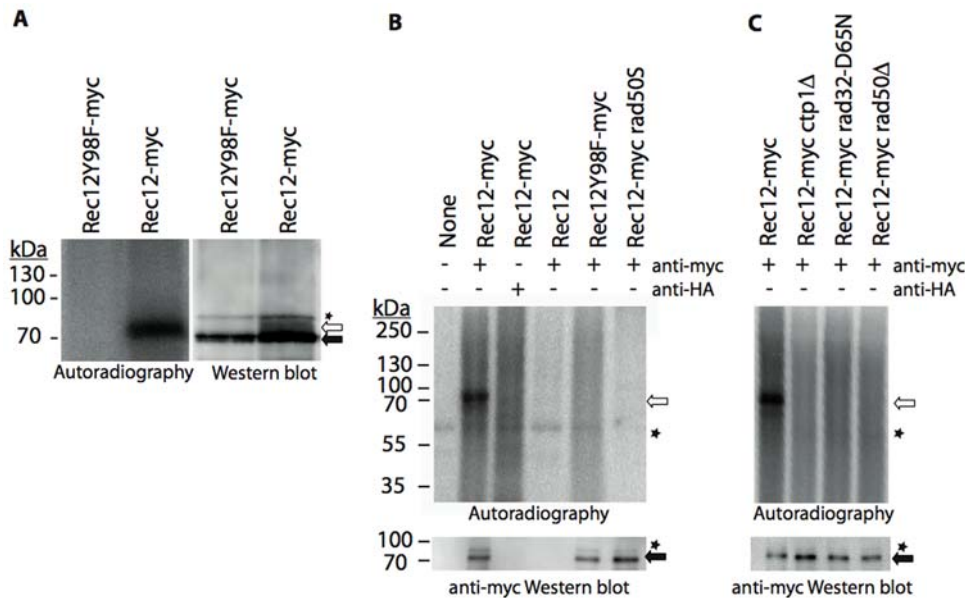 A
Rec12Y98F-myc
Rec12-myc
Rec12Y98F-myc
Rec12-myc
kDa
130 -
100 -
70 -
★
Autoradiography
Western blot
B
None
Rec12-myc
Rec12-myc
Rec12
Rec12Y98F-myc
Rec12-myc rad50S
- + - + + + anti-myc
- - + - - - anti-HA
kDa
250 -
130 -
100 -
70 -
55 -
35 -
★
Autoradiography
100 -
70 -
★
anti-myc Western blot
C
Rec12-myc
Rec12-myc ctp1Δ
Rec12-myc rad32-D65N
Rec12-myc rad50Δ
+ + + + anti-myc
- - - - anti-HA
★
Autoradiography
★
anti-myc Western blot